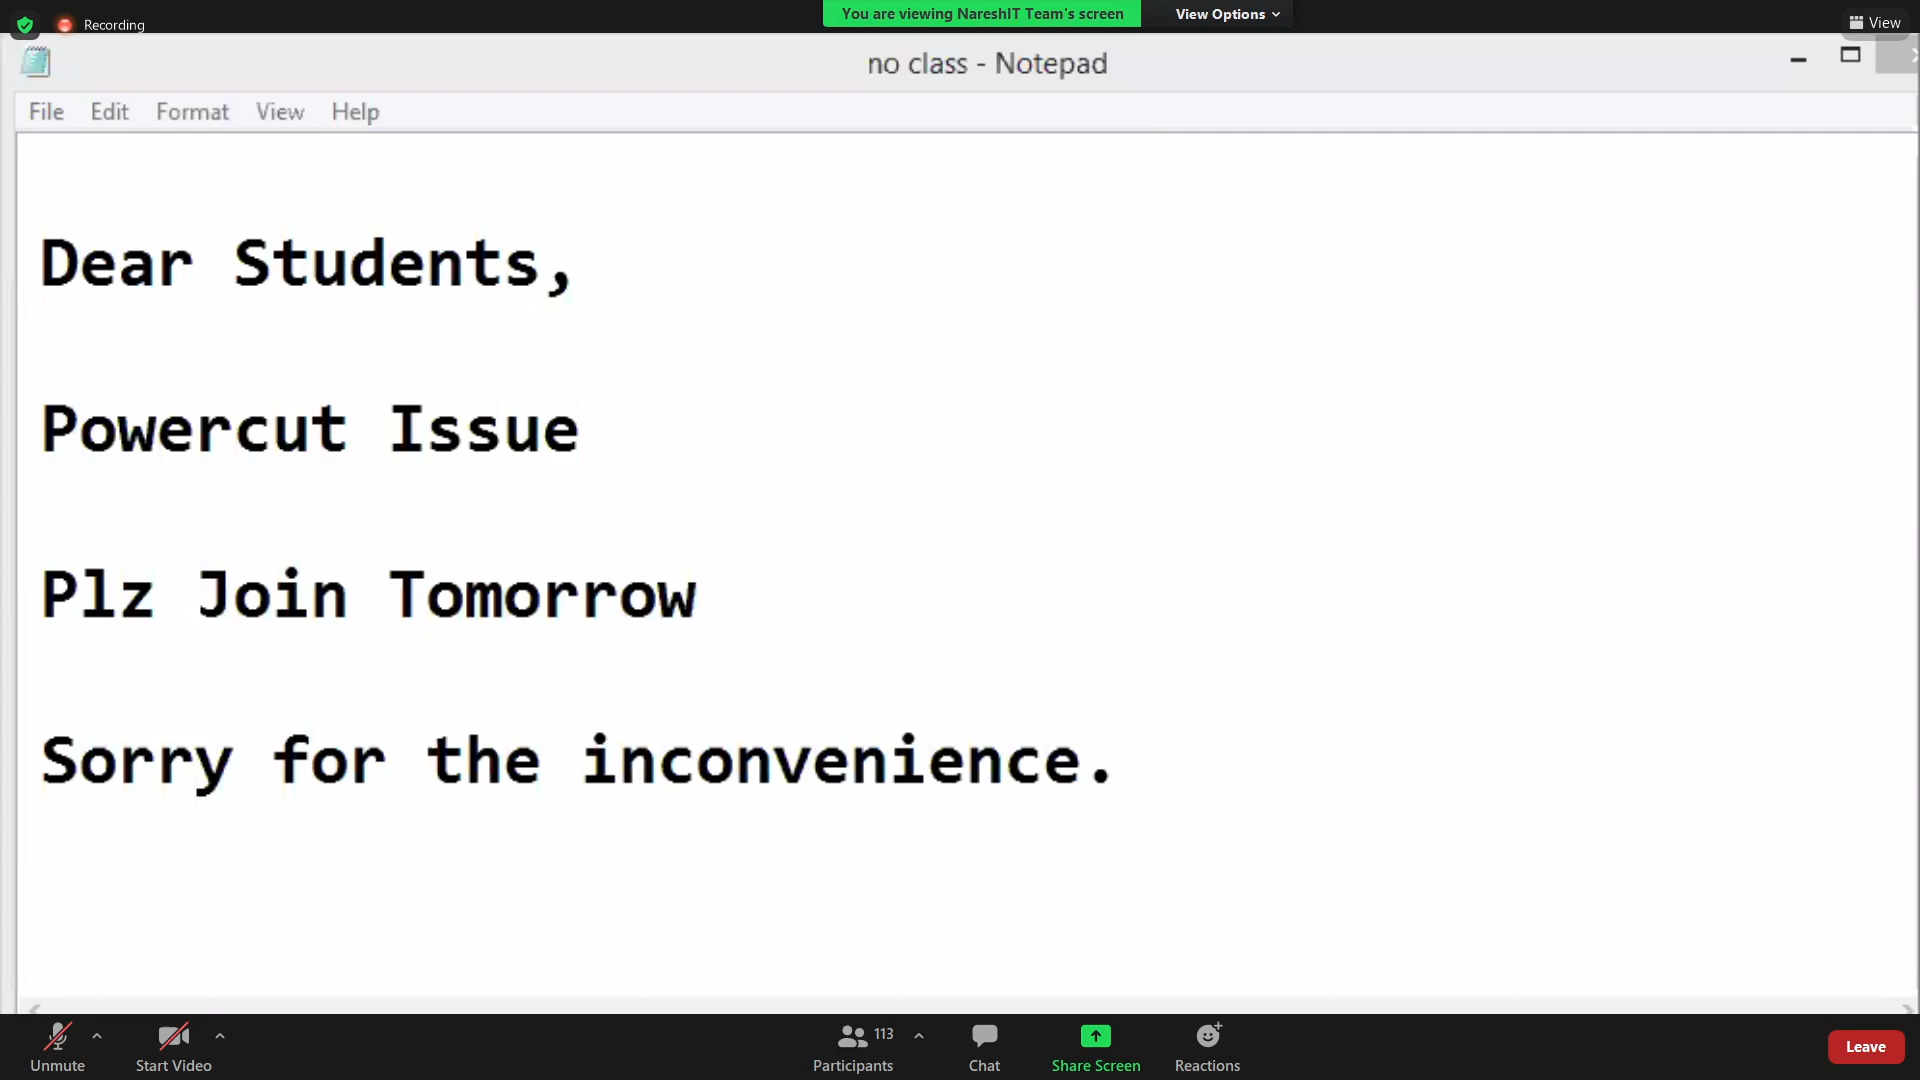 Recording
You are viewing NareshIT Team's screen
View Options
View
no class - Notepad
File Edit Format View Help
Dear Students,
Powercut Issue
Plz Join Tomorrow
Sorry for the inconvenience.
Unmute
Start Video
113
Participants
Chat
Share Screen
Reactions
Leave